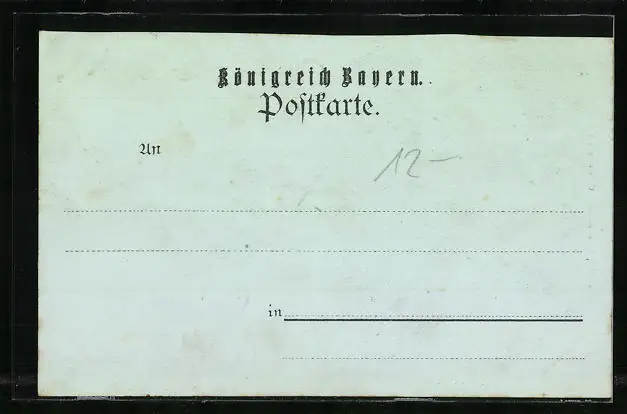 Königreich Bayern.
Postkarte.
An
12-
in